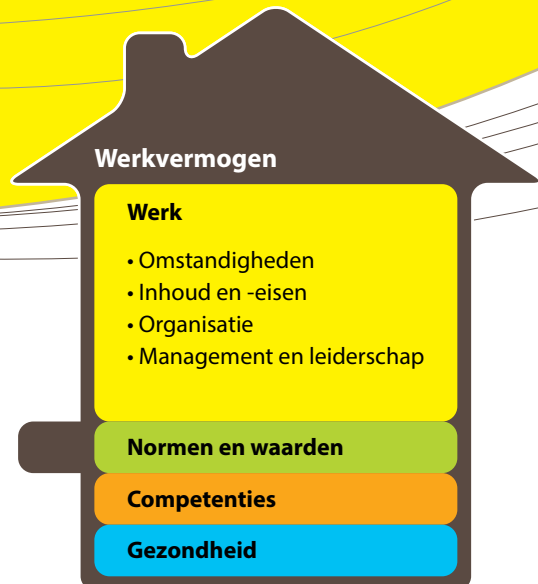 Werkvermogen
Werk
• Omstandigheden
• Inhoud en -eisen
• Organisatie
• Management en leiderschap
Normen en waarden
Competenties
Gezondheid